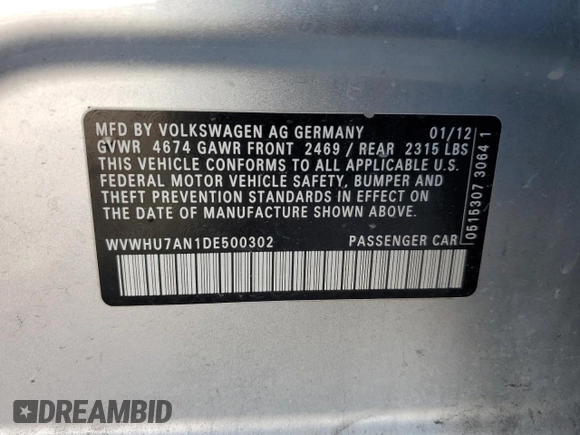 MFD BY VOLKSWAGEN AG GERMANY 01/12
GVWR 4674 GAWR FRONT 2469 / REAR 2315 LBS
THIS VEHICLE CONFORMS TO ALL APPLICABLE U.S.
FEDERAL MOTOR VEHICLE SAFETY, BUMPER AND
THEFT PREVENTION STANDARDS IN EFFECT ON
THE DATE OF MANUFACTURE SHOWN ABOVE.
WVWHU7AN1DE500302 PASSENGER CAR
0515307 3064 1
DREAMBID